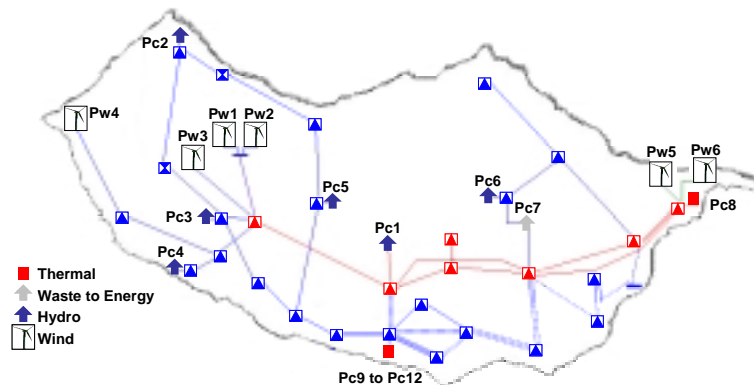 Pc2
Pw4
Pw1
Pw2
Pw3
Pw5
Pw6
Pc6
Pc5
Pc8
Pc3
Pc7
Pc1
Pc4
Thermal
Waste to Energy
Hydro
Wind
Pc9 to Pc12